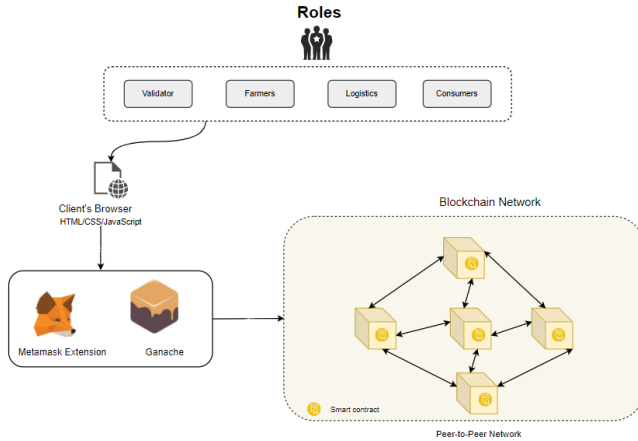 Roles
Validator
Farmers
Logistics
Consumers
Client's Browser
HTML/CSS/JavaScript
Blockchain Network
Metamask Extension
Ganache
Smart contract
Peer-to-Peer Network